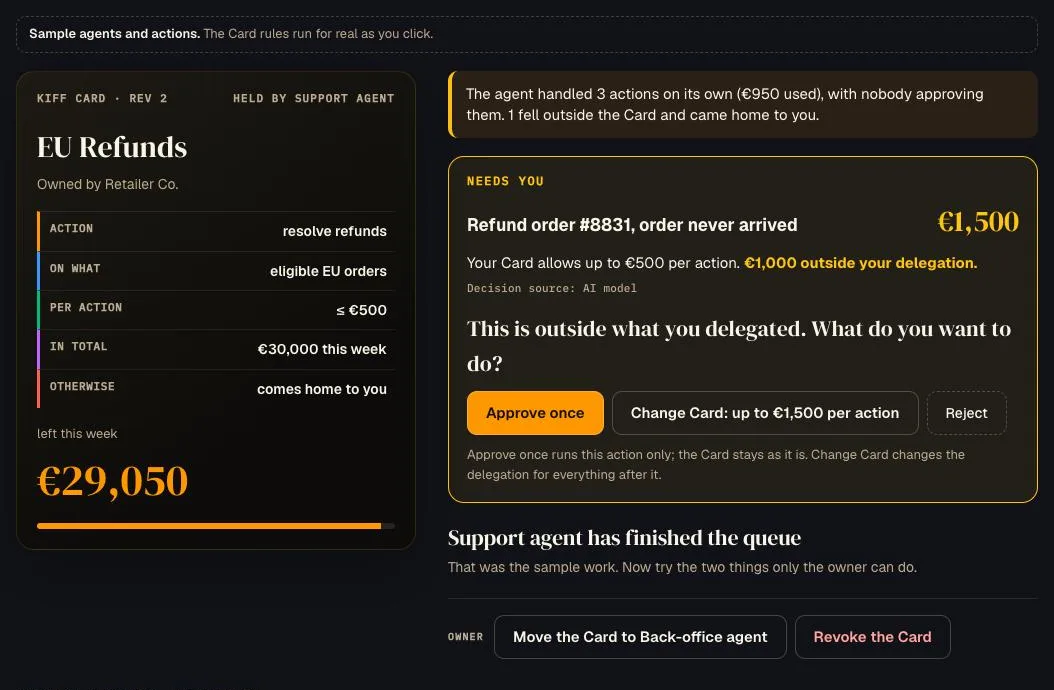 Sample agents and actions. The Card rules run for real as you click.
KIFF CARD · REV 2
HELD BY SUPPORT AGENT
EU Refunds
Owned by Retailer Co.
ACTION
resolve refunds
ON WHAT
eligible EU orders
PER ACTION
≤ €500
IN TOTAL
€30,000 this week
OTHERWISE
comes home to you
left this week
€29,050
The agent handled 3 actions on its own (€950 used), with nobody approving
them. 1 fell outside the Card and came home to you.
NEEDS YOU
Refund order #8831, order never arrived
€1,500
Your Card allows up to €500 per action. €1,000 outside your delegation.
Decision source: AI model
This is outside what you delegated. What do you want to
do?
Approve once
Change Card: up to €1,500 per action
Reject
Approve once runs this action only; the Card stays as it is. Change Card changes the
delegation for everything after it.
Support agent has finished the queue
That was the sample work. Now try the two things only the owner can do.
OWNER
Move the Card to Back-office agent
Revoke the Card